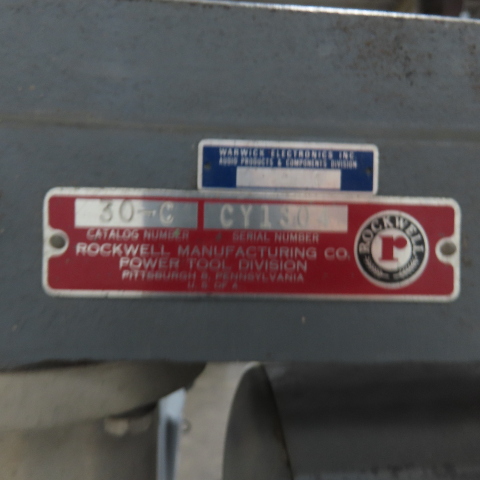 WARWICK ELECTRONICS INC.
AUDIO PRODUCTS & COMPONENTS DIVISION
30-C
CATALOG NUMBER SERIAL NUMBER
ROCKWELL MANUFACTURING CO.
POWER TOOL DIVISION
PITTSBURGH 8, PENNSYLVANIA
U. S. OF A.
ROCKWELL
r